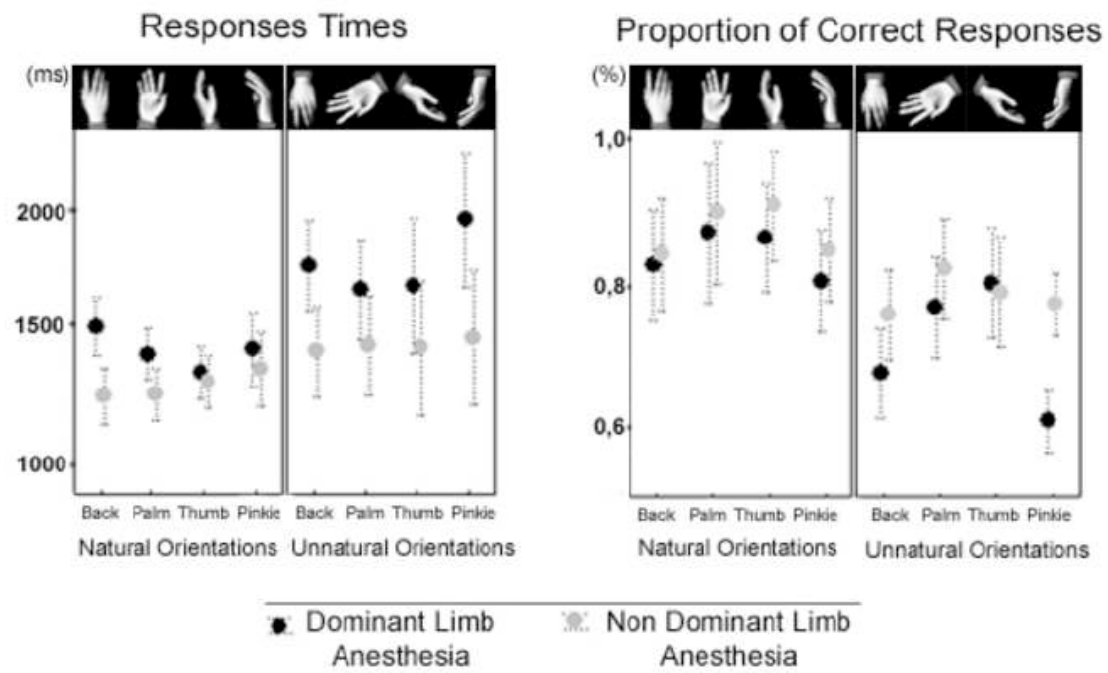 Responses Times
Proportion of Correct Responses
(ms)
(%)
2000
1500
1000
1,0
0,8
0,6
Back Palm Thumb Pinkie Back Palm Thumb Pinkie
Natural Orientations Unnatural Orientations
Back Palm Thumb Pinkie Back Palm Thumb Pinkie
Natural Orientations Unnatural Orientations
Dominant Limb
Anesthesia
Non Dominant Limb
Anesthesia